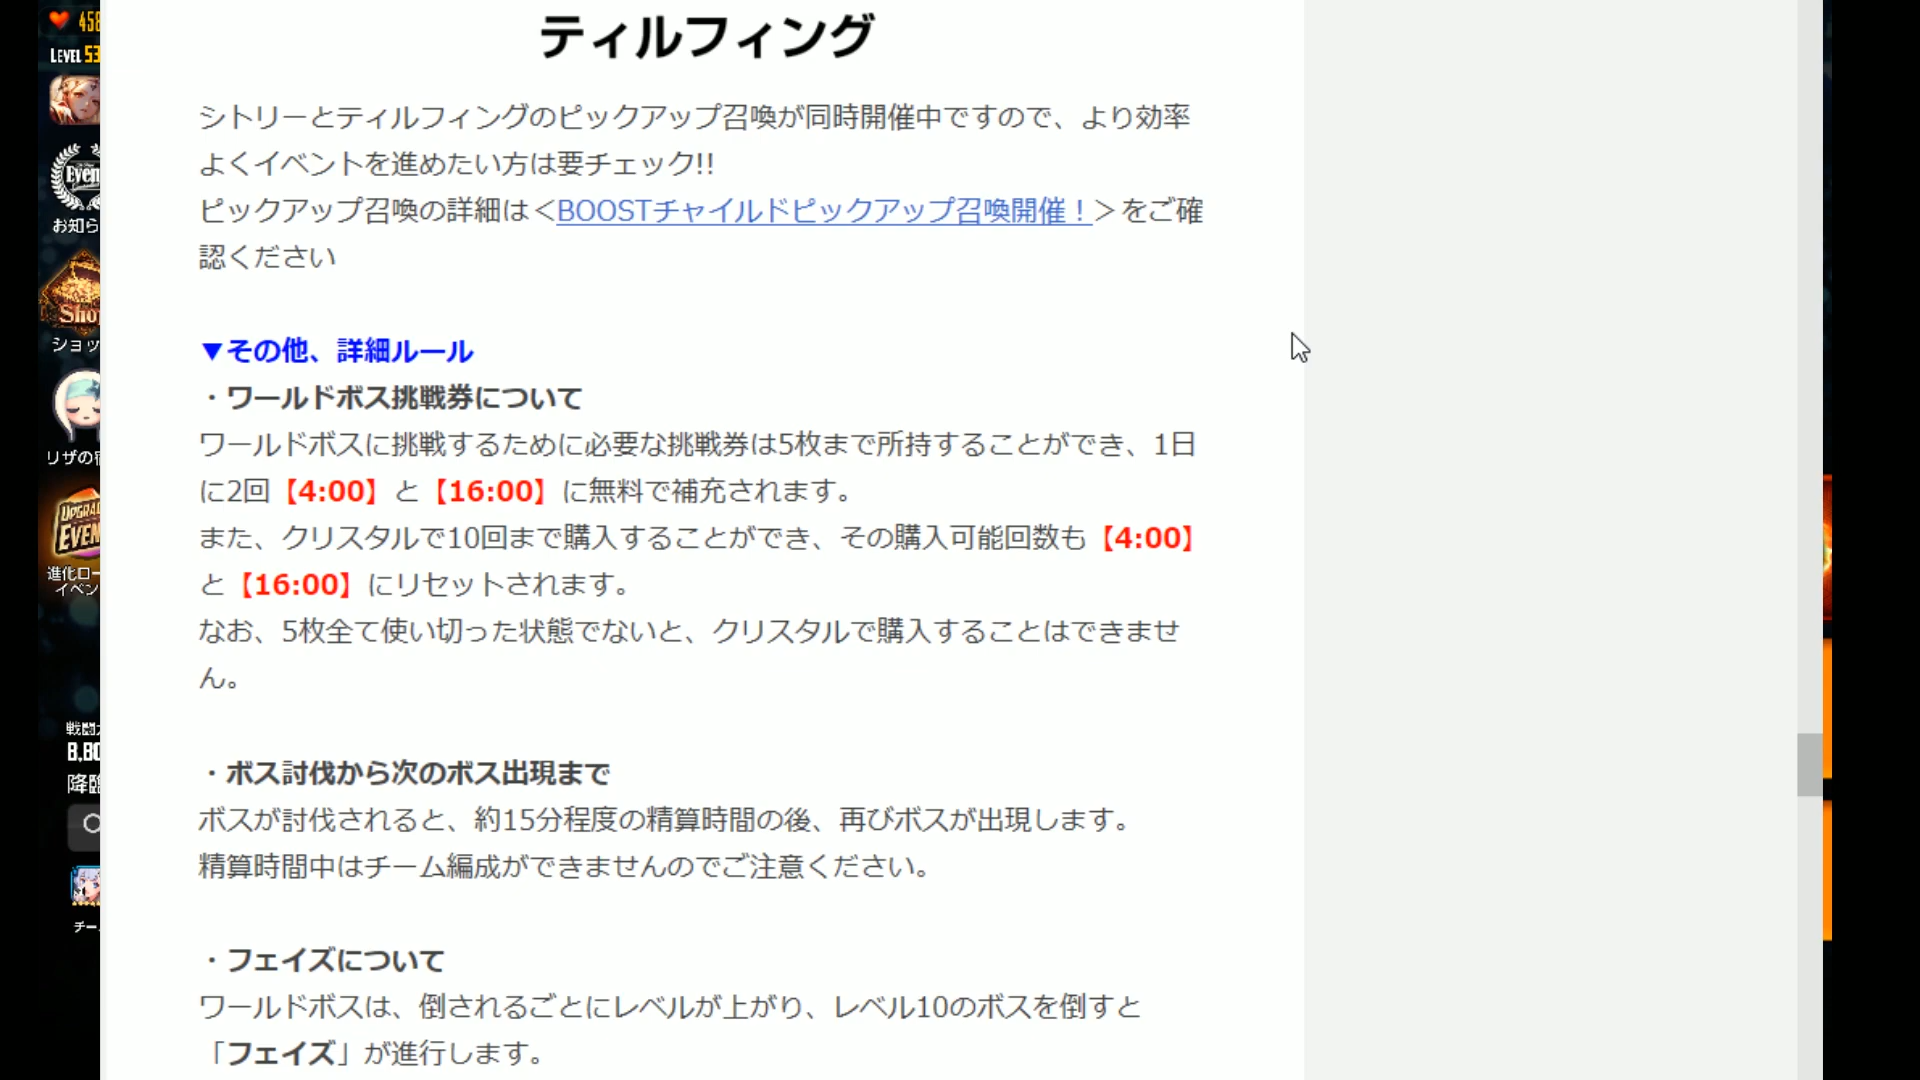 458
LEVEL 53
Even
お知ら
Sho
ショッ
リザの
UPGRA
EVEN
進化ロー
イベン
戦闘
8,80
降臨
チー
ティルフィング
シトリーとティルフィングのピックアップ召喚が同時開催中ですので、より効率
よくイベントを進めたい方は要チェック!!
ピックアップ召喚の詳細は＜BOOSTチャイルドピックアップ召喚開催！＞をご確
認ください
▼その他、詳細ルール
・ワールドボス挑戦券について
ワールドボスに挑戦するために必要な挑戦券は5枚まで所持することができ、1日
に2回【4:00】と【16:00】に無料で補充されます。
また、クリスタルで10回まで購入することができ、その購入可能回数も【4:00】
と【16:00】にリセットされます。
なお、5枚全て使い切った状態でないと、クリスタルで購入することはできませ
ん。
・ボス討伐から次のボス出現まで
ボスが討伐されると、約15分程度の精算時間の後、再びボスが出現します。
精算時間中はチーム編成ができませんのでご注意ください。
・フェイズについて
ワールドボスは、倒されるごとにレベルが上がり、レベル10のボスを倒すと
「フェイズ」が進行します。